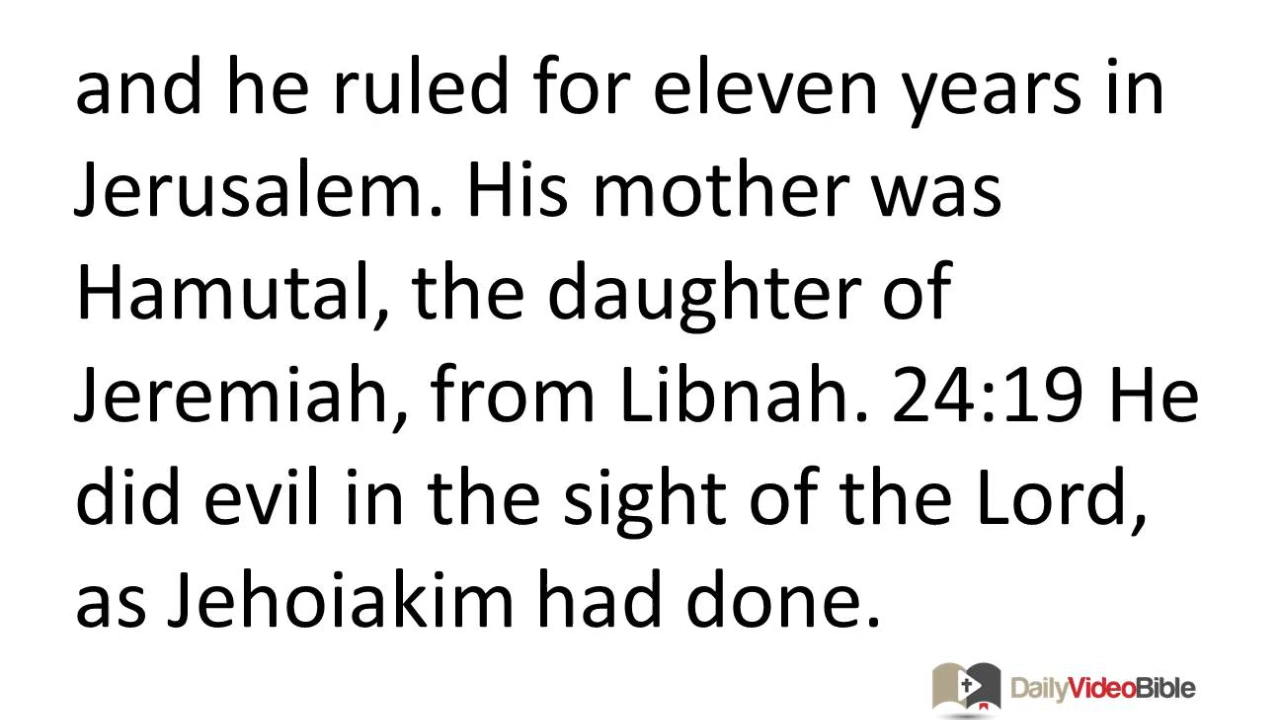 and he ruled for eleven years in
Jerusalem. His mother was
Hamutal, the daughter of
Jeremiah, from Libnah. 24:19 He
did evil in the sight of the Lord,
as Jehoiakim had done.
DailyVideoBible